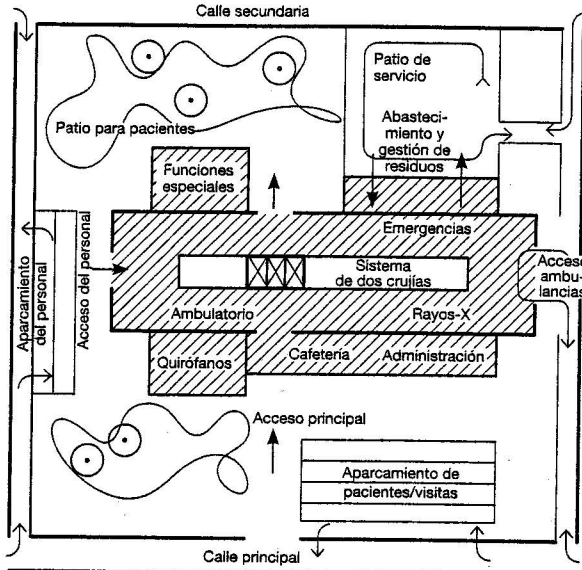 Calle secundaria
Patio de
servicio
Patio para pacientes
Abasteci-
miento y
gestión de
residuos
Funciones
especiales
Emergencias
Aparcamiento
del personal
Acceso del personal
Sistema
de dos crujías
Acceso
ambu-
lancias
Ambulatorio
Rayos-X
Quirófanos
Cafetería
Administración
Acceso principal
Aparcamiento de
pacientes/visitas
Calle principal